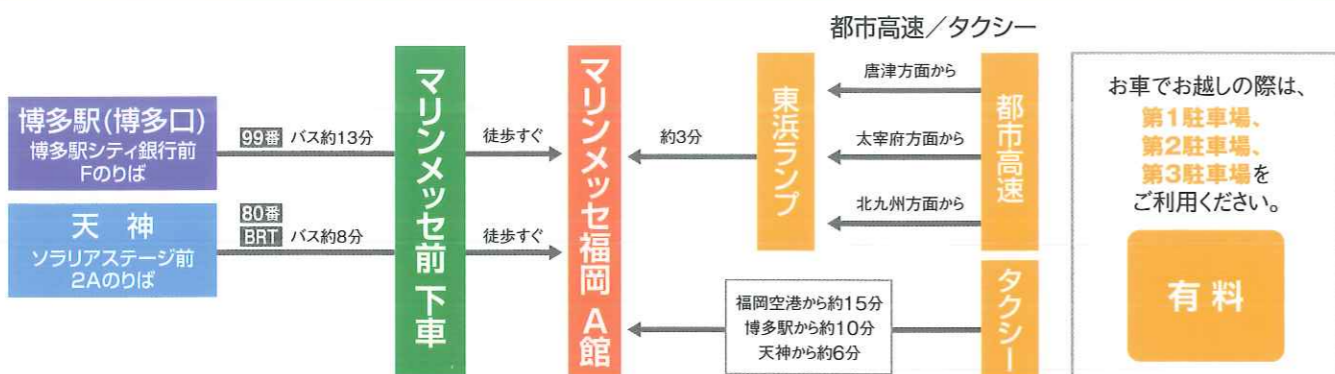 都市高速／タクシー
博多駅(博多口)
博多駅シティ銀行前
Fのりば
99番 バス約13分
天神
ソラリアステージ前
2Aのりば
80番
BRT バス約8分
マリンメッセ前 下車
徒歩すぐ
徒歩すぐ
マリンメッセ福岡 A館
約3分
東浜ランプ
唐津方面から
太宰府方面から
北九州方面から
都市高速
福岡空港から約15分
博多駅から約10分
天神から約6分
タクシー
お車でお越しの際は、
第1駐車場、
第2駐車場、
第3駐車場を
ご利用ください。
有料